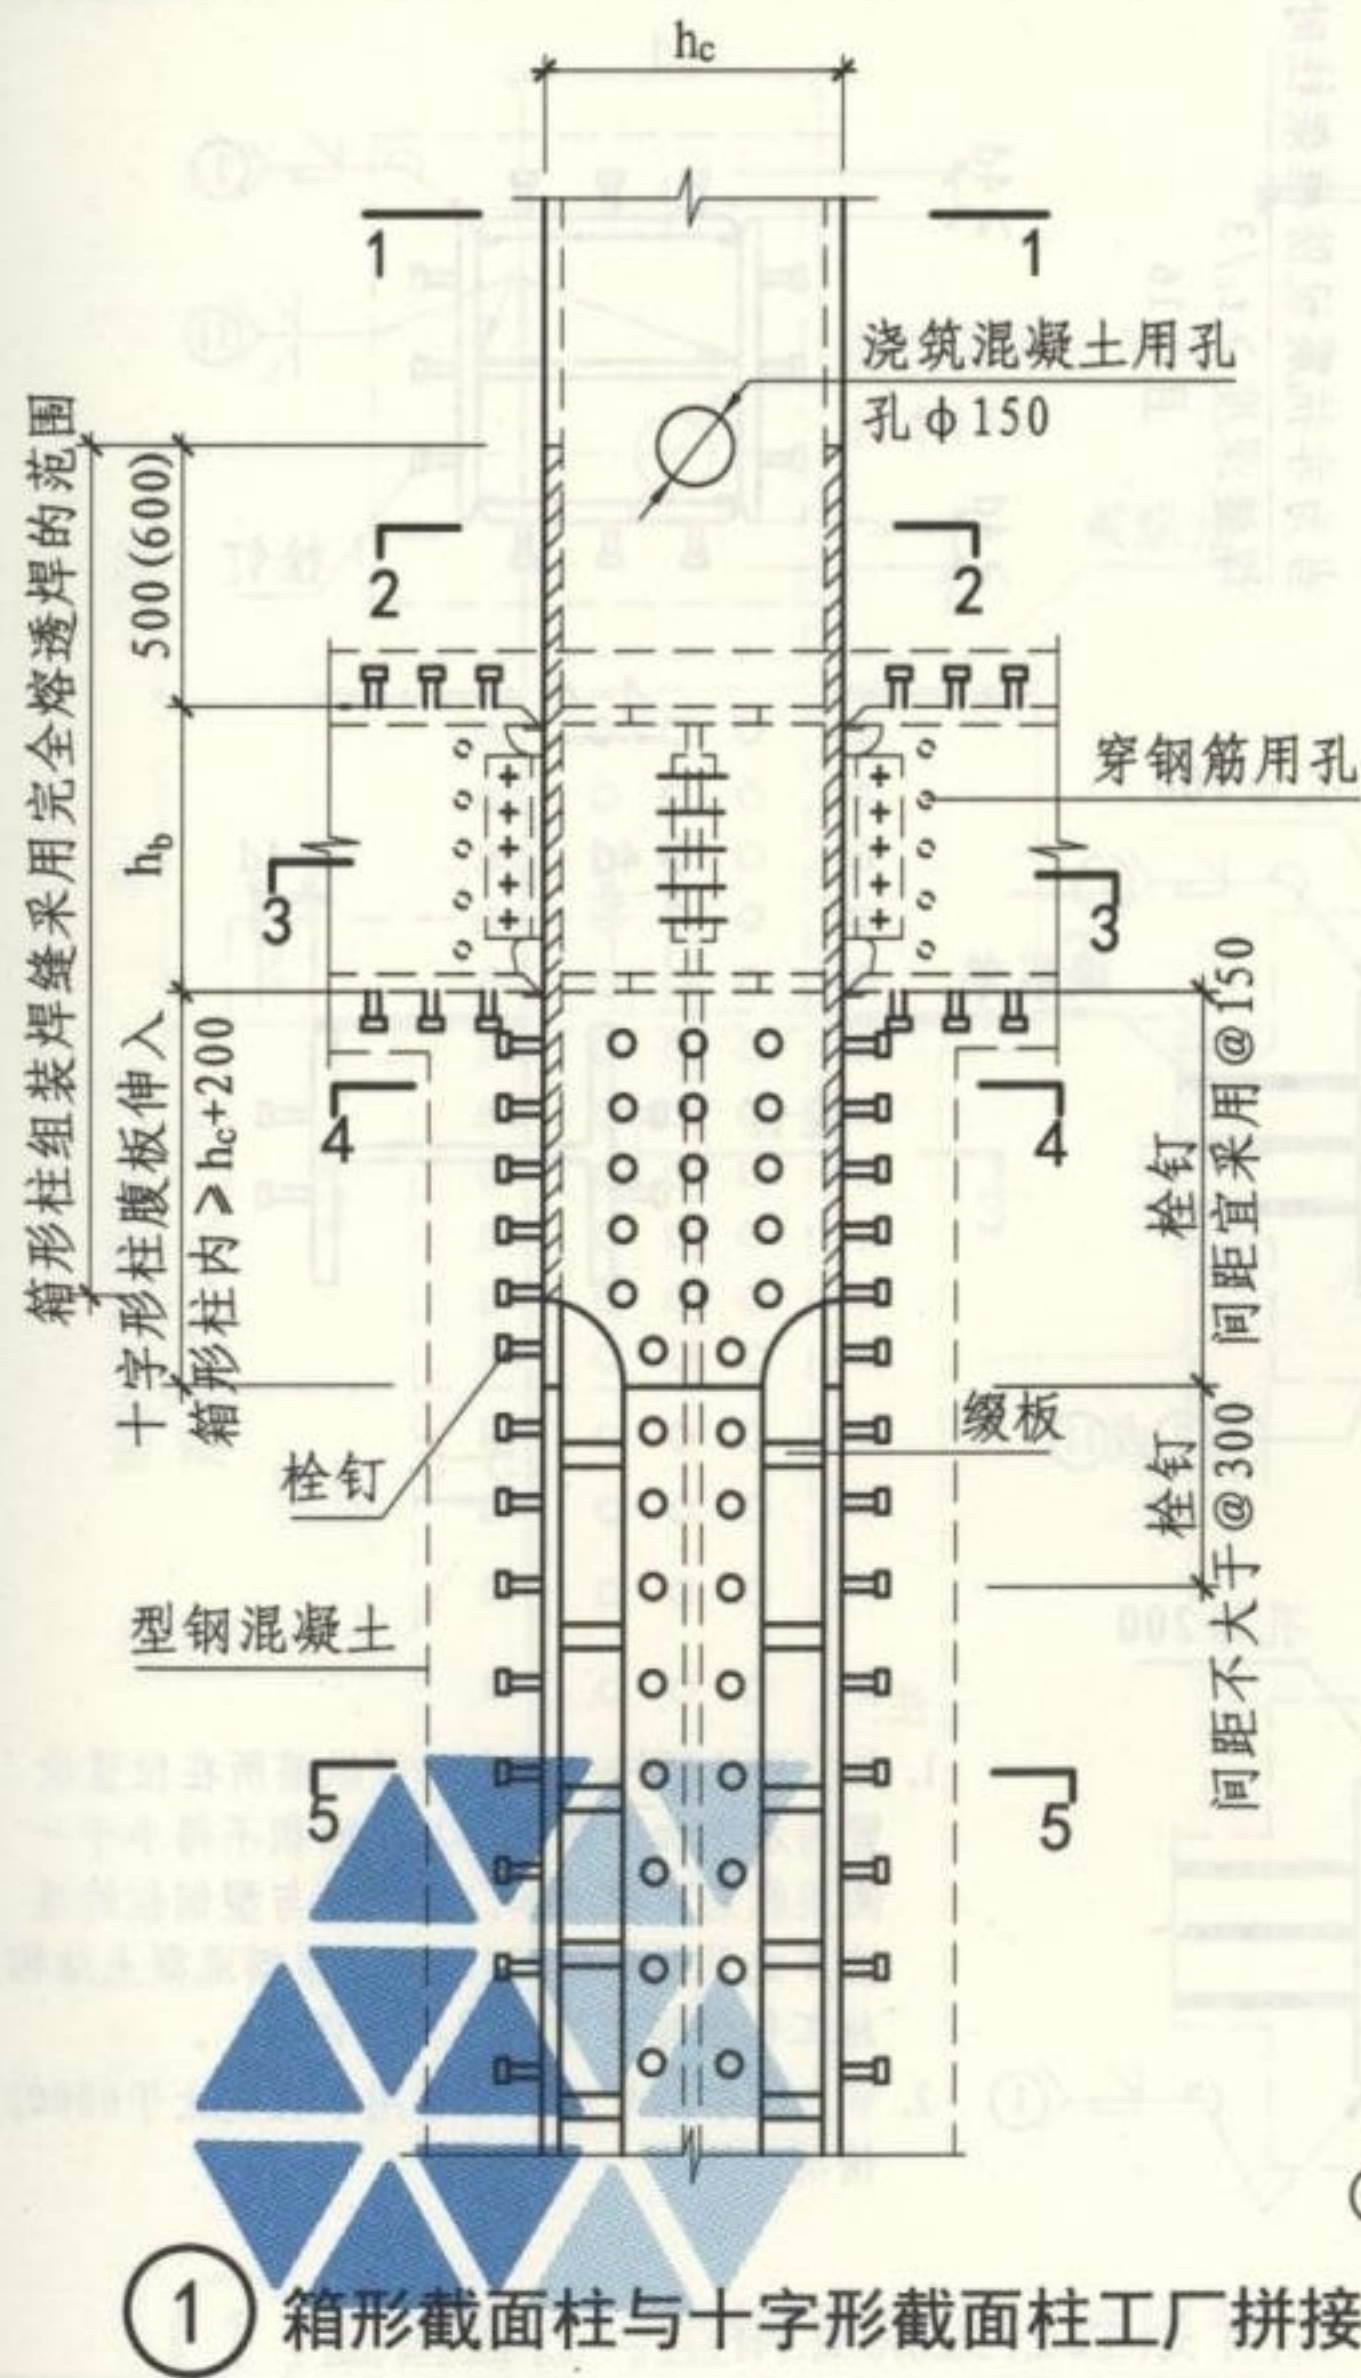 hc
1 1
浇筑混凝土用孔
孔ϕ150
箱形柱组装焊缝采用完全熔透焊的范围
500(600)
2 2
穿钢筋用孔
hb
3 3
十字形柱腹板伸入
箱形柱内≥hc+200
4 4
栓钉
间距宜采用@150
缀板
栓钉
栓钉
间距不大于@300
型钢混凝土
5 5
1 箱形截面柱与十字形截面柱工厂拼接